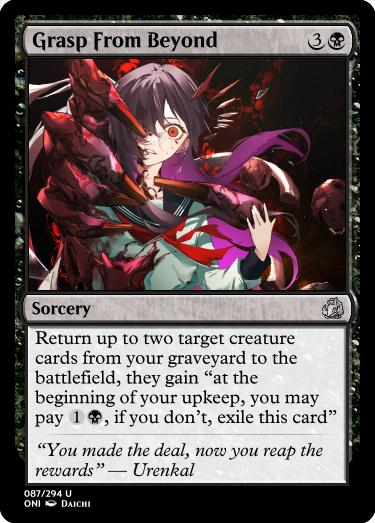 Grasp From Beyond 3
Sorcery
Return up to two target creature
cards from your graveyard to the
battlefield, they gain “at the
beginning of your upkeep, you may
pay 1 , if you don’t, exile this card”
“You made the deal, now you reap the
rewards” — Urenkal
087/294 U
ONI Daichi